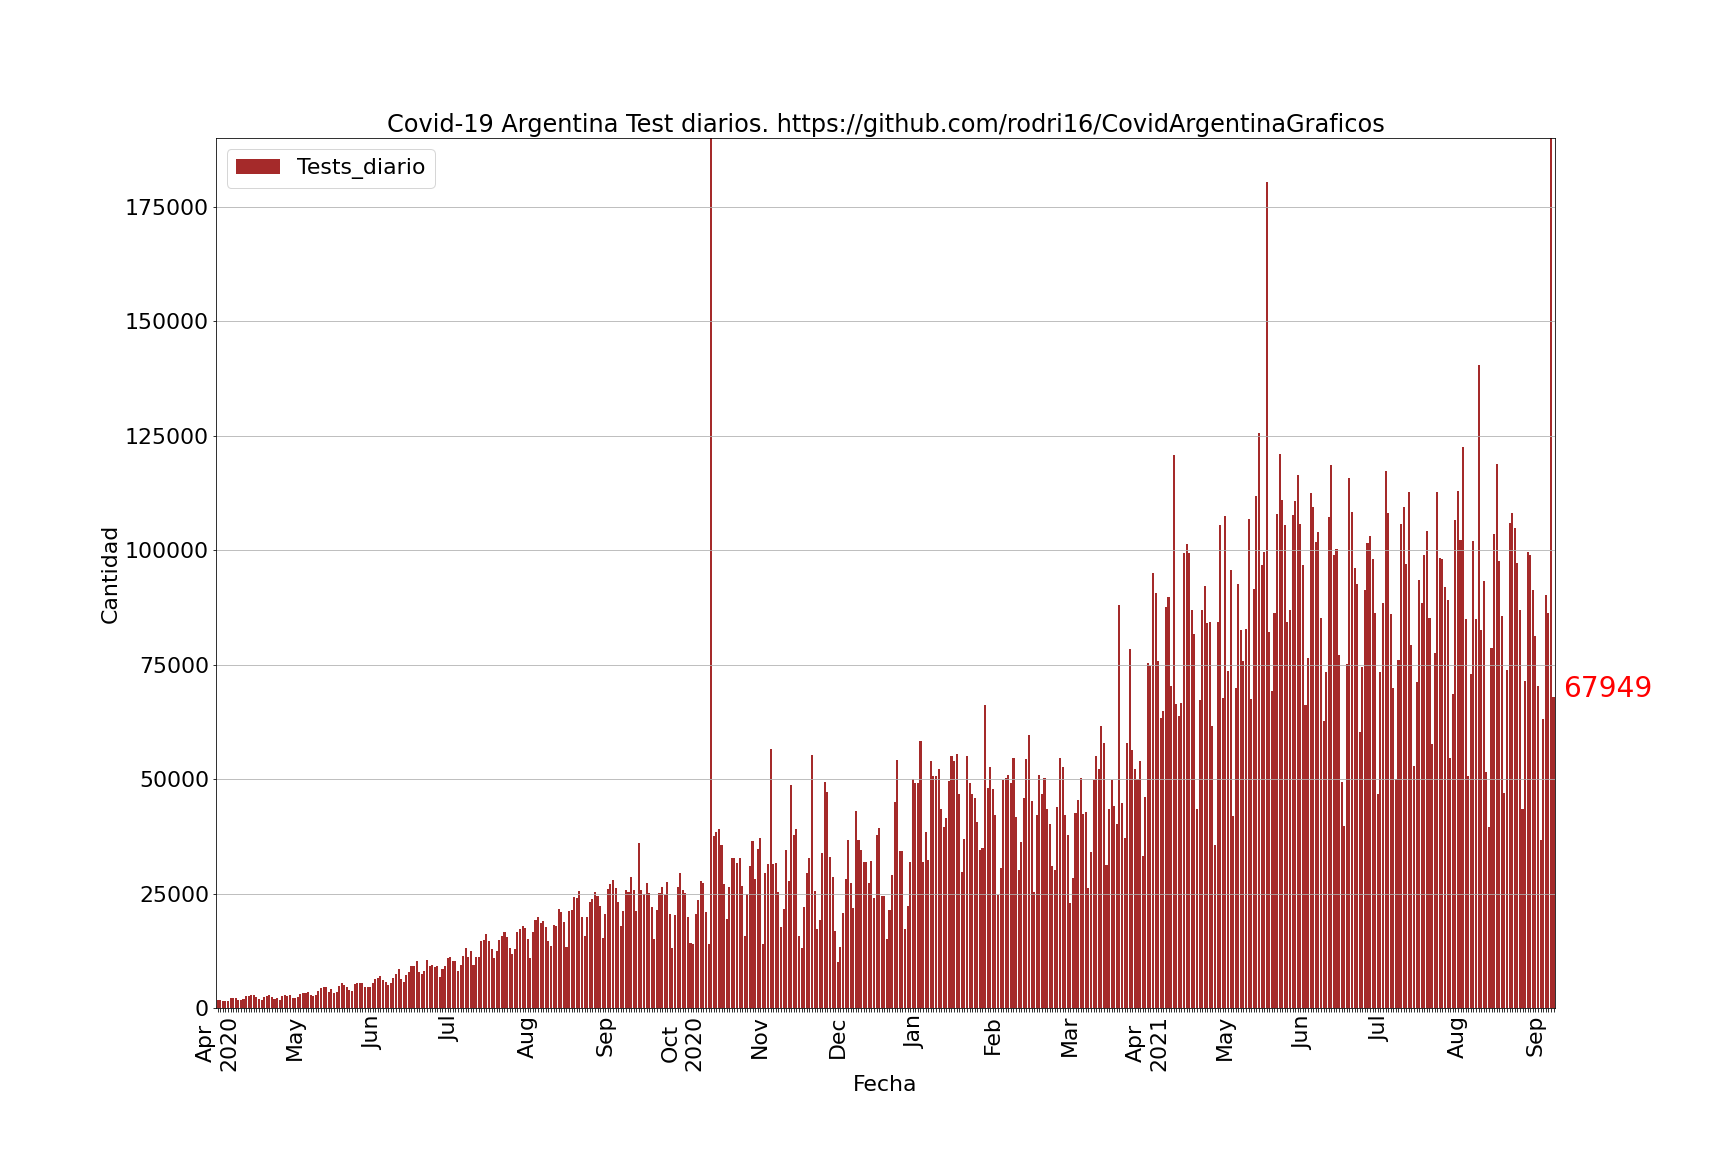 Covid-19 Argentina Test diarios. https://github.com/rodri16/CovidArgentinaGraficos
Tests_diario
175000
150000
125000
100000
75000
50000
25000
0
Cantidad
67949
Apr
2020
May
Jun
Jul
Aug
Sep
Oct
2020
Nov
Dec
Jan
Feb
Mar
Apr
2021
May
Jun
Jul
Aug
Sep
Fecha